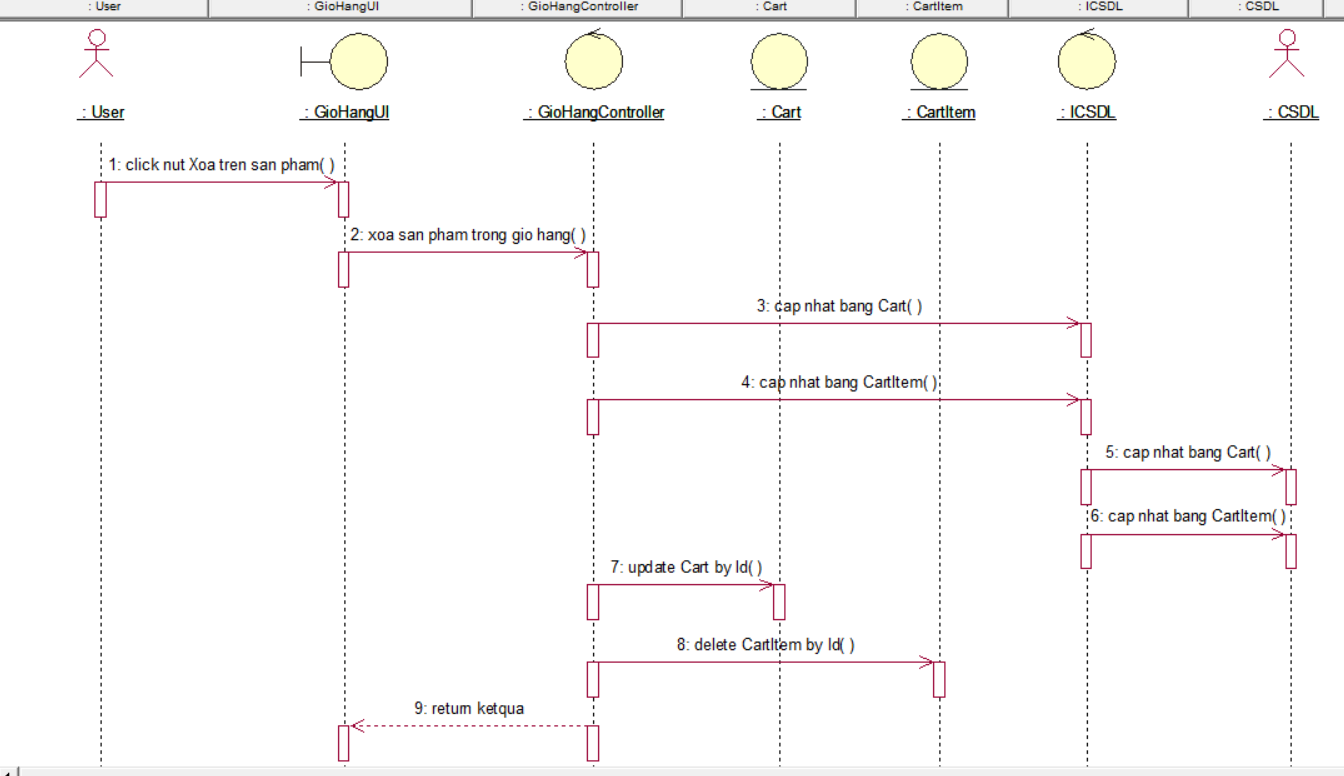 : User : GioHangUI : GioHangController : Cart : CartItem : ICSDL : CSDL
: User : GioHangUI : GioHangController : Cart : CartItem : ICSDL : CSDL
1: click nut Xoa tren san pham( )
2: xoa san pham trong gio hang( )
3: cap nhat bang Cart( )
4: cap nhat bang CartItem( )
5: cap nhat bang Cart( )
6: cap nhat bang CartItem( )
7: update Cart by Id( )
8: delete CartItem by Id( )
9: return ketqua